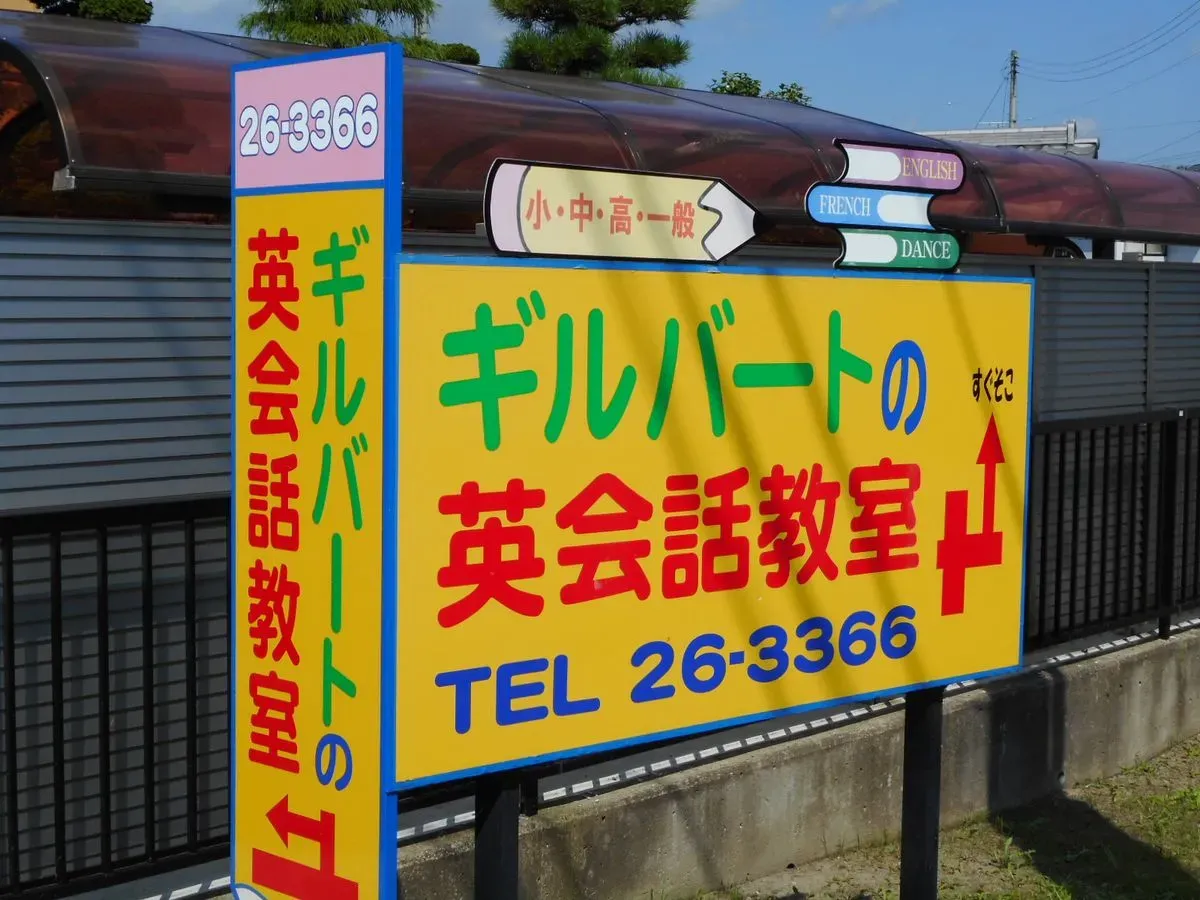 26-3366
ギルバートの
英会話教室
小・中・高・一般
ENGLISH
FRENCH
DANCE
ギルバートの
すぐそこ
英会話教室
TEL 26-3366